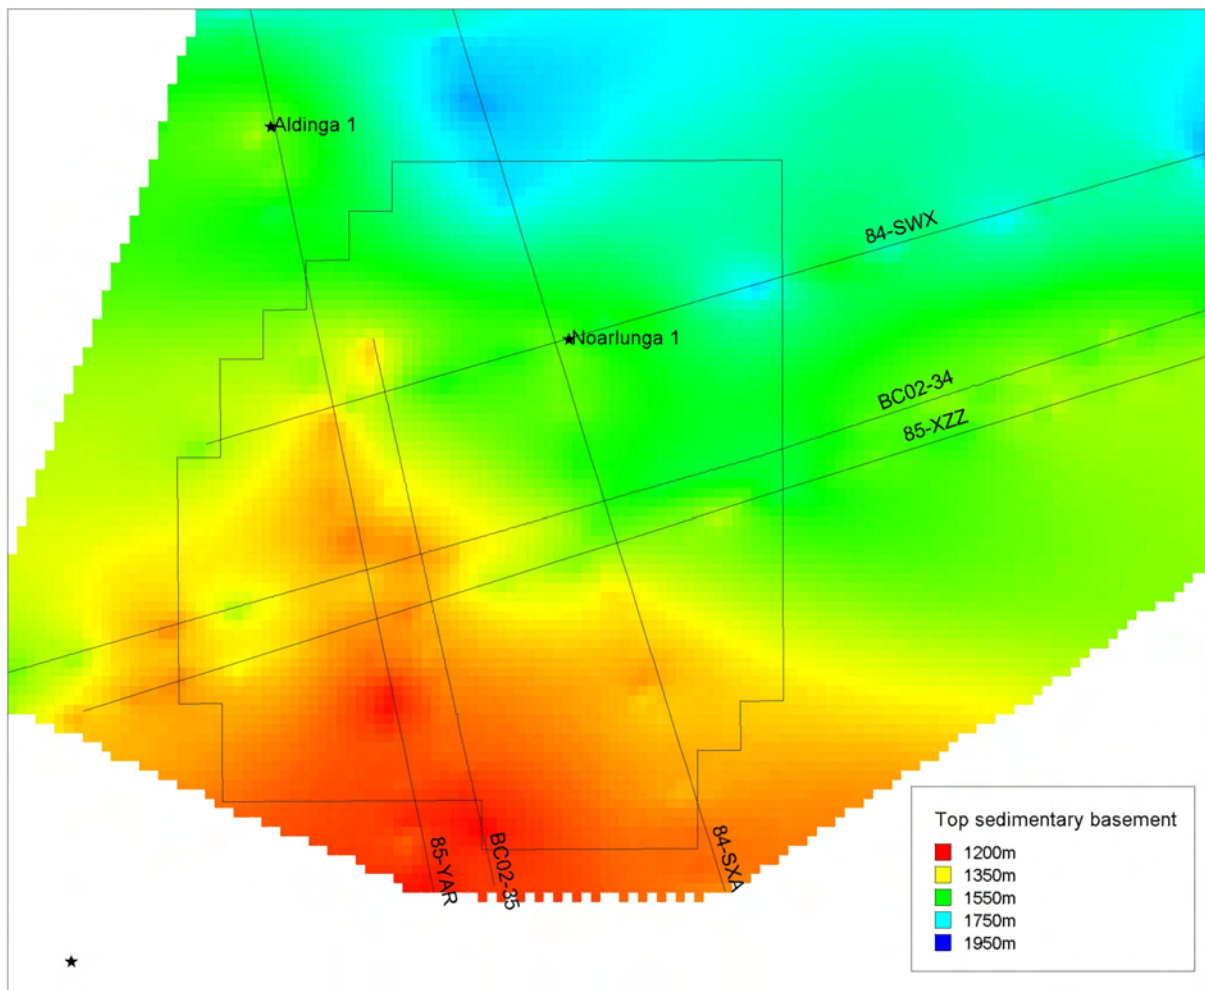 Aldinga 1
84-SWX
Noarlunga 1
BC02-34
85-XZZ
85-YAR
BC02-35
84-SXA
Top sedimentary basement
1200m
1350m
1550m
1750m
1950m